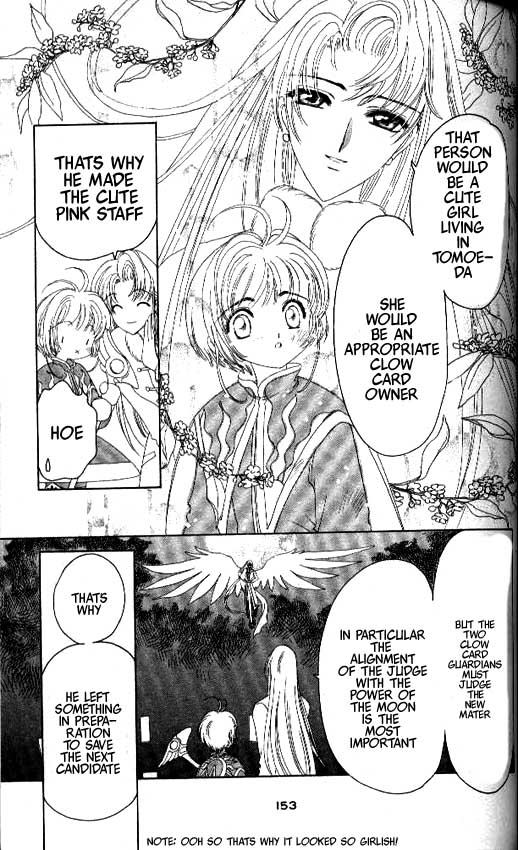 THAT
PERSON
WOULD
BE A
CUTE
GIRL
LIVING
IN
TOMOE-
DA
SHE
WOULD
BE AN
APPROPRIATE
CLOW
CARD
OWNER
THATS WHY
HE MADE
THE CUTE
PINK STAFF
HOE
BUT THE
TWO
CLOW
CARD
GUARDIANS
MUST
JUDGE
THE
NEW
MATER
IN PARTICULAR
THE
ALIGNMENT
OF THE JUDGE
WITH THE
POWER OF
THE MOON
IS THE
MOST
IMPORTANT
THATS
WHY
HE LEFT
SOMETHING
IN PREPA-
RATION
TO SAVE
THE NEXT
CANDIDATE
153
NOTE: OOH SO THATS WHY IT LOOKED SO GIRLISH!